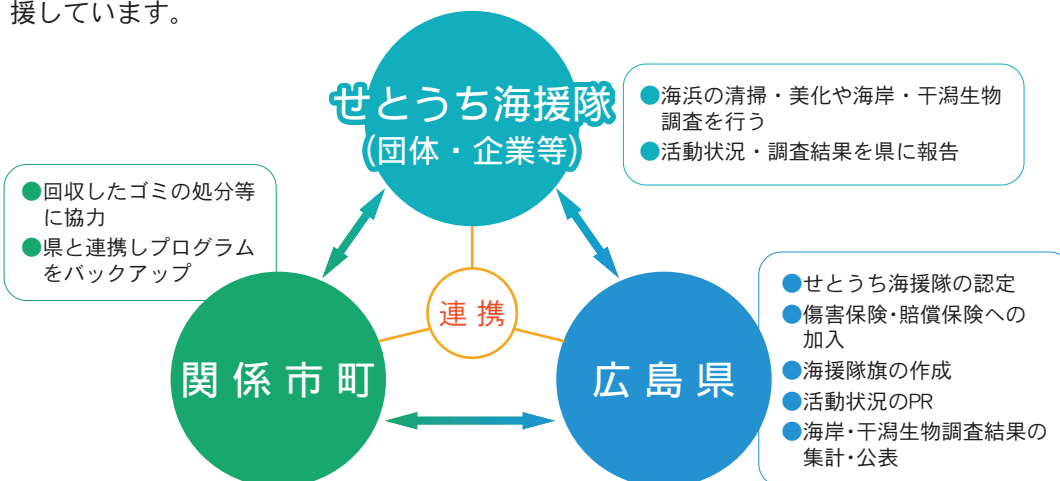 援しています。
せとうち海援隊
(団体・企業等)
●海浜の清掃・美化や海岸・干潟生物
調査を行う
●活動状況・調査結果を県に報告
●回収したゴミの処分等
に協力
●県と連携しプログラム
をバックアップ
連携
関係市町
広島県
●せとうち海援隊の認定
●傷害保険・賠償保険への
加入
●海援隊旗の作成
●活動状況のPR
●海岸・干潟生物調査結果の
集計・公表